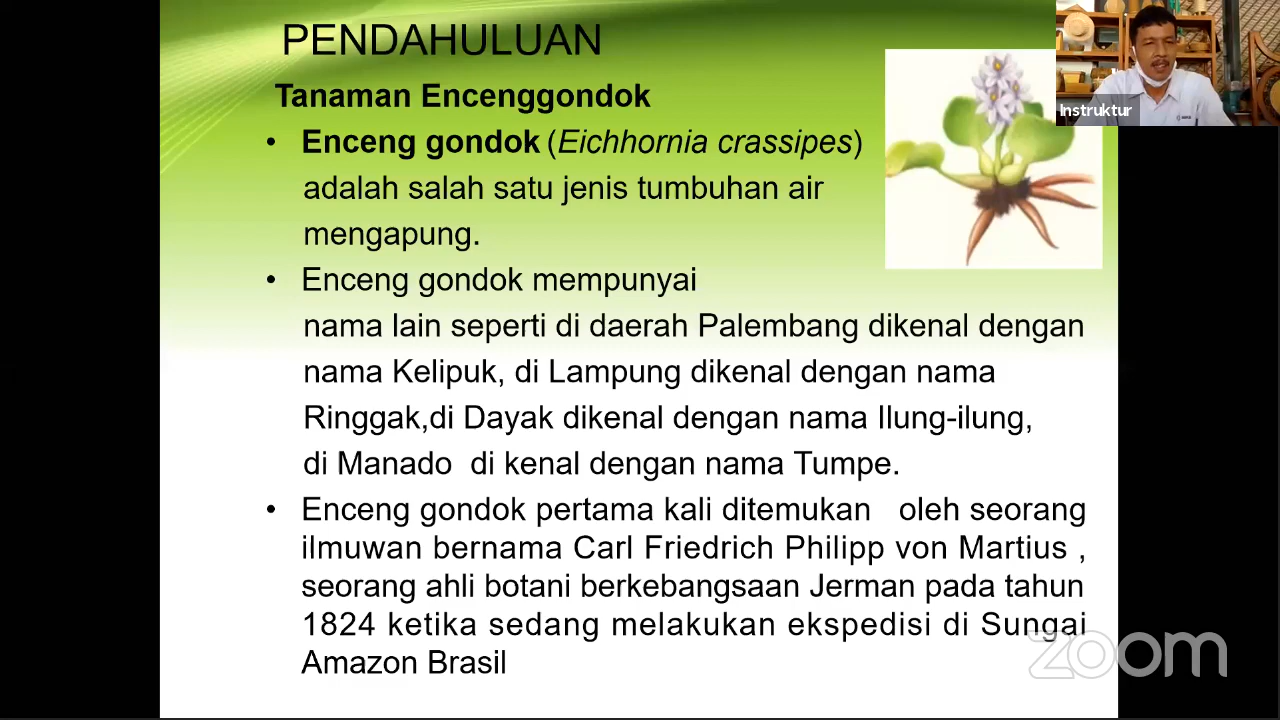 PENDAHULUAN
Tanaman Encenggondok
• Enceng gondok (Eichhornia crassipes)
adalah salah satu jenis tumbuhan air
mengapung.
• Enceng gondok mempunyai
nama lain seperti di daerah Palembang dikenal dengan
nama Kelipuk, di Lampung dikenal dengan nama
Ringgak,di Dayak dikenal dengan nama Ilung-ilung,
di Manado di kenal dengan nama Tumpe.
• Enceng gondok pertama kali ditemukan oleh seorang
ilmuwan bernama Carl Friedrich Philipp von Martius ,
seorang ahli botani berkebangsaan Jerman pada tahun
1824 ketika sedang melakukan ekspedisi di Sungai
Amazon Brasil
Instruktur
zoom